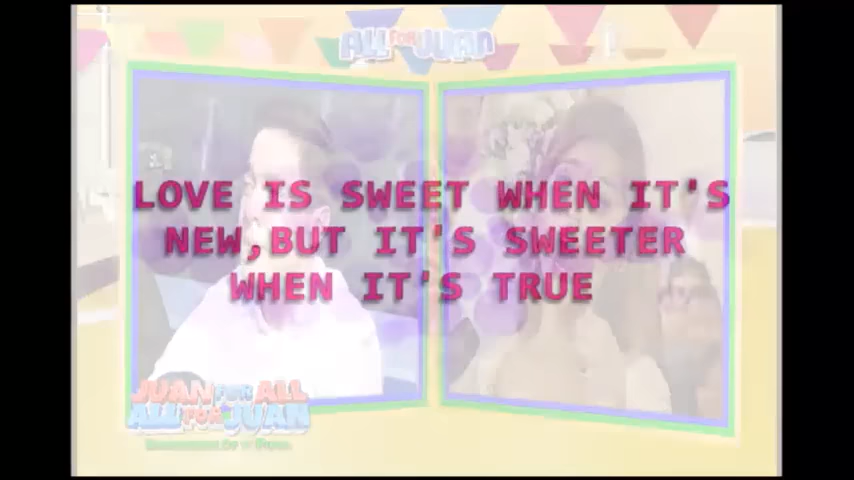 ALL FOR JUAN
LOVE IS SWEET WHEN IT'S
NEW,BUT IT'S SWEETER
WHEN IT'S TRUE
JUAN FOR ALL
ALL FOR JUAN